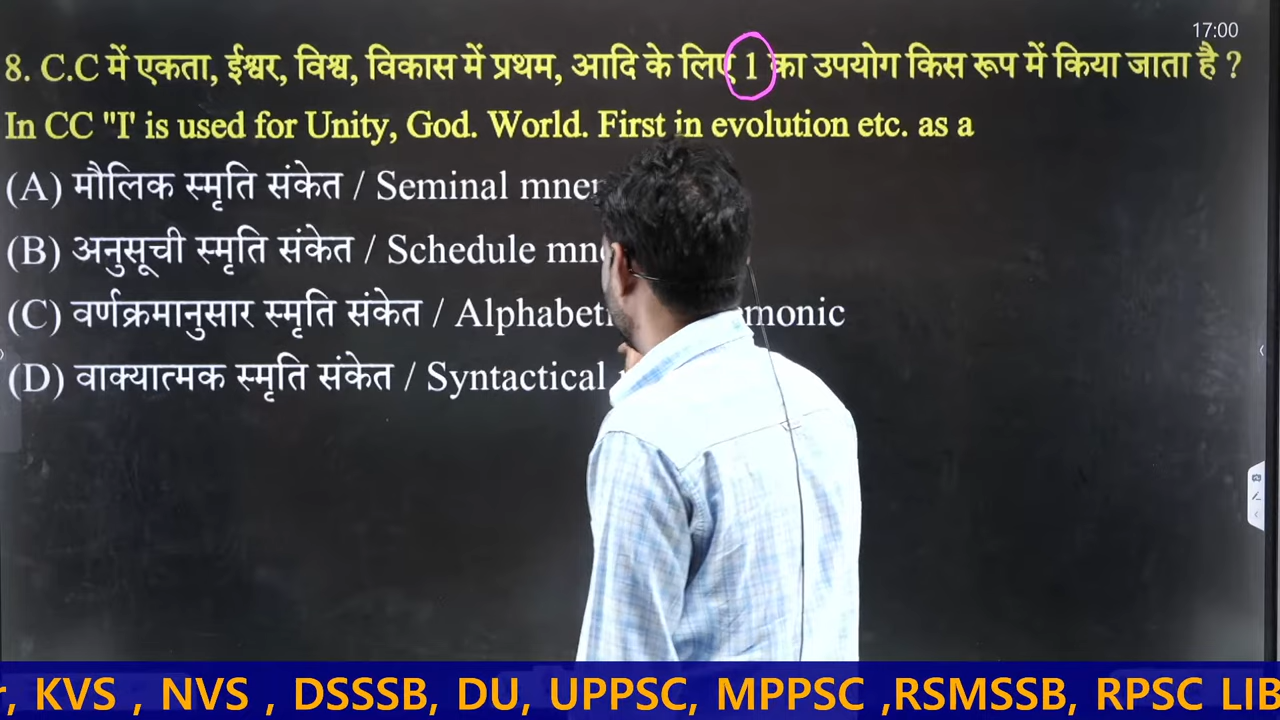 17:00
8. C.C में एकता, ईश्वर, विश्व, विकास में प्रथम, आदि के लिए 1 का उपयोग किस रूप में किया जाता है ?
In CC "I' is used for Unity, God. World. First in evolution etc. as a
(A) मौलिक स्मृति संकेत / Seminal
(B) अनुसूची स्मृति संकेत / Schedule
(C) वर्णक्रमानुसार स्मृति संकेत /
(D) वाक्यात्मक स्मृति संकेत / Syntactical
KVS , NVS , DSSSB, DU, UPPSC, MPPSC ,RSMSSB, RPSC LIB